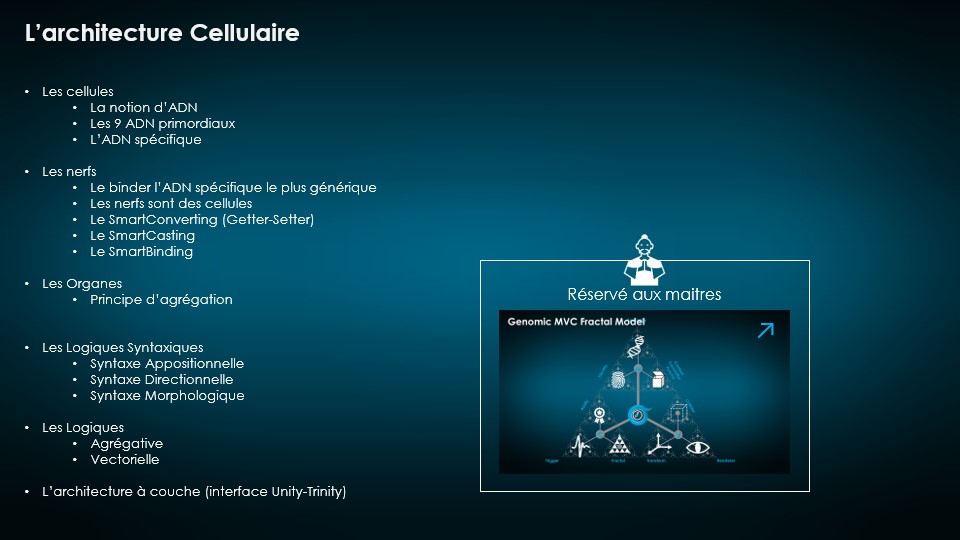 L'architecture Cellulaire
• Les cellules
• La notion d'ADN
• Les 9 ADN primordiaux
• L'ADN spécifique
• Les nerfs
• Le binder l'ADN spécifique le plus générique
• Les nerfs sont des cellules
• Le SmartConverting (Getter-Setter)
• Le SmartCasting
• Le SmartBinding
• Les Organes
• Principe d'agrégation
• Les Logiques Syntaxiques
• Syntaxe Appositionnelle
• Syntaxe Directionnelle
• Syntaxe Morphologique
• Les Logiques
• Agrégative
• Vectorielle
• L'architecture à couche (interface Unity-Trinity)
Réservé aux maitres
Genomic MVC Fractal Model
Trigger Fractal Transform Renderer